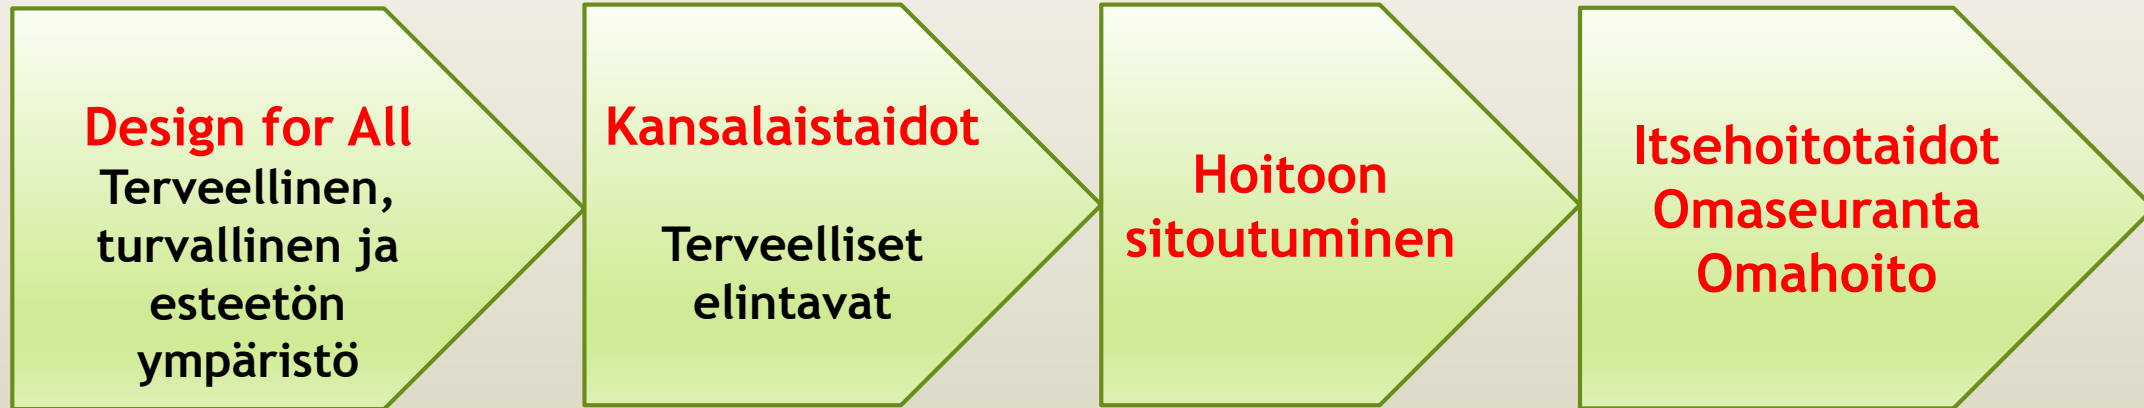 Design for All
Terveellinen,
turvallinen ja
esteetön
ympäristö
Kansalaistaidot
Terveelliset
elintavat
Hoitoon
sitoutuminen
Itsehoitotaidot
Omaseuranta
Omahoito